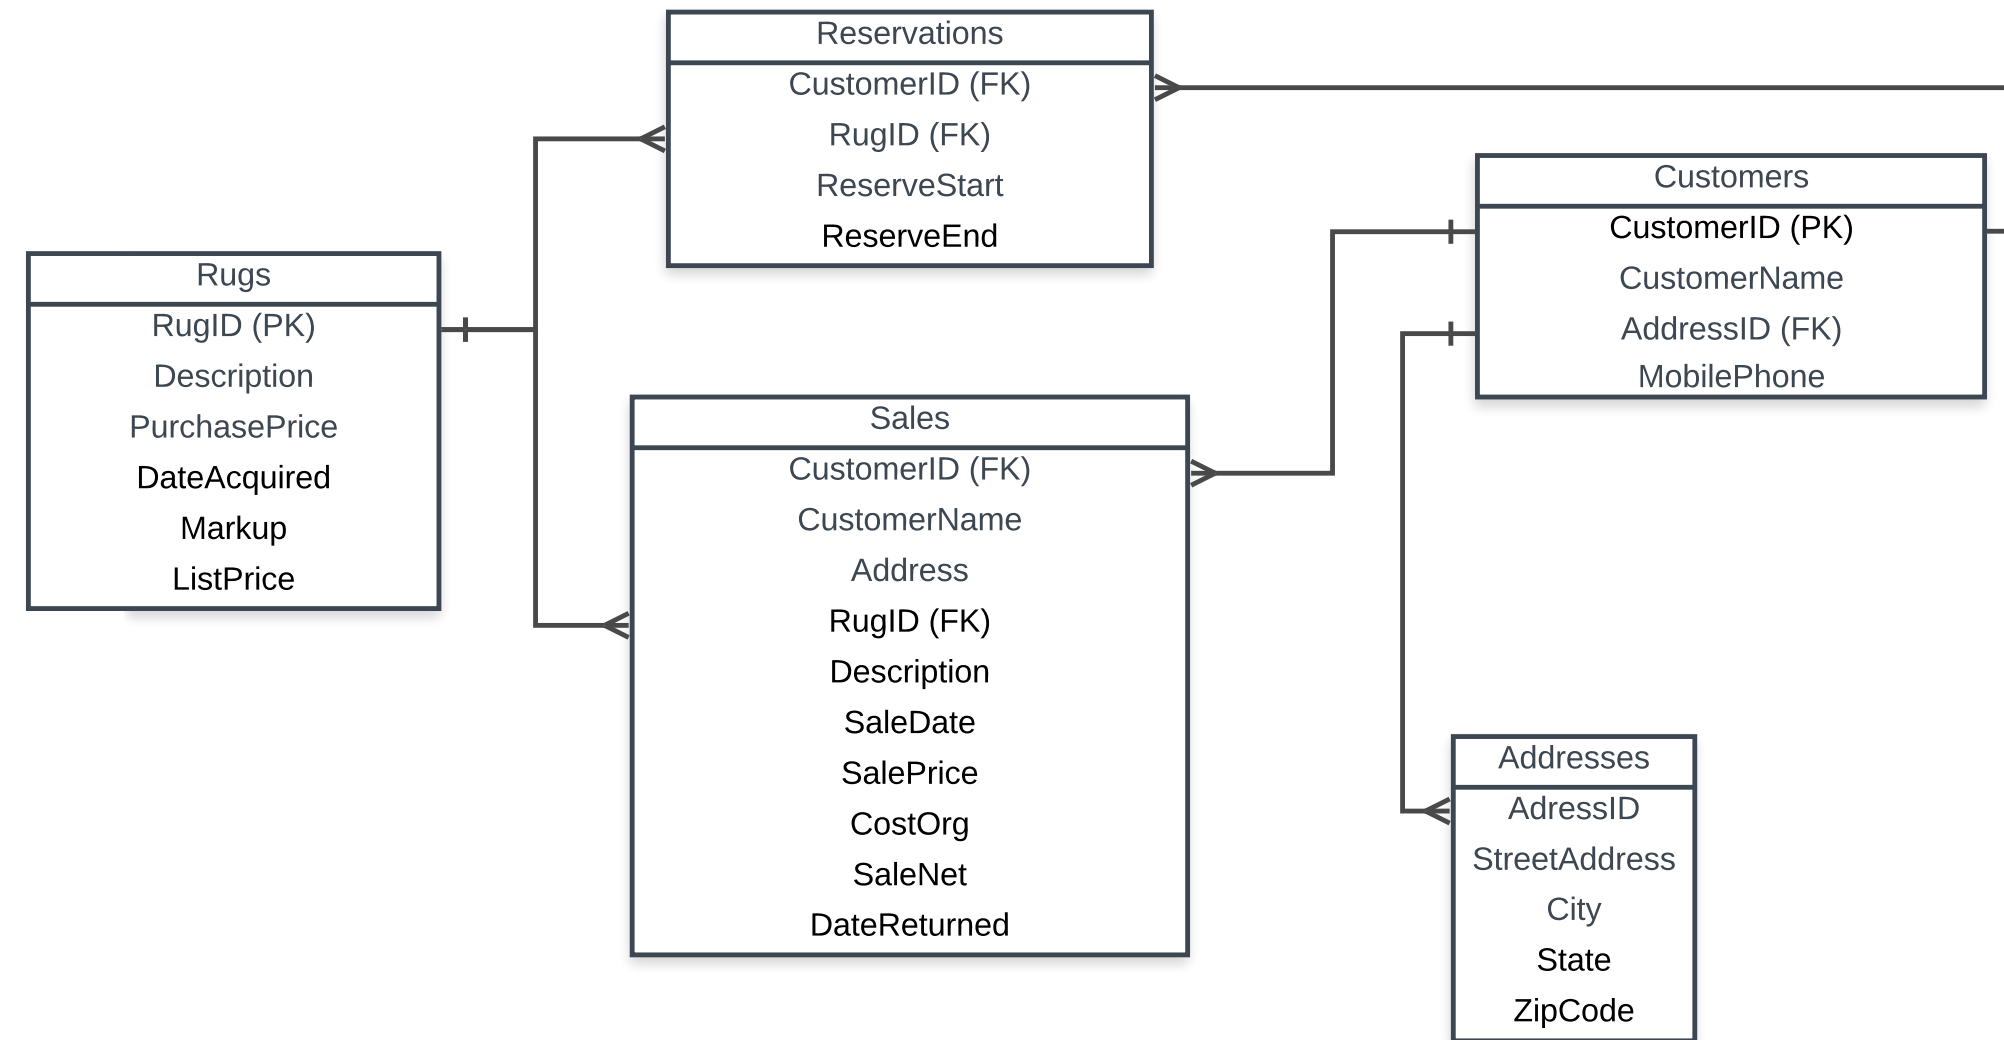 Reservations
CustomerID (FK)
RugID (FK)
ReserveStart
ReserveEnd
Customers
CustomerID (PK)
CustomerName
AddressID (FK)
MobilePhone
Rugs
RugID (PK)
Description
PurchasePrice
DateAcquired
Markup
ListPrice
Sales
CustomerID (FK)
CustomerName
Address
RugID (FK)
Description
SaleDate
SalePrice
CostOrg
SaleNet
DateReturned
Addresses
AdressID
StreetAddress
City
State
ZipCode